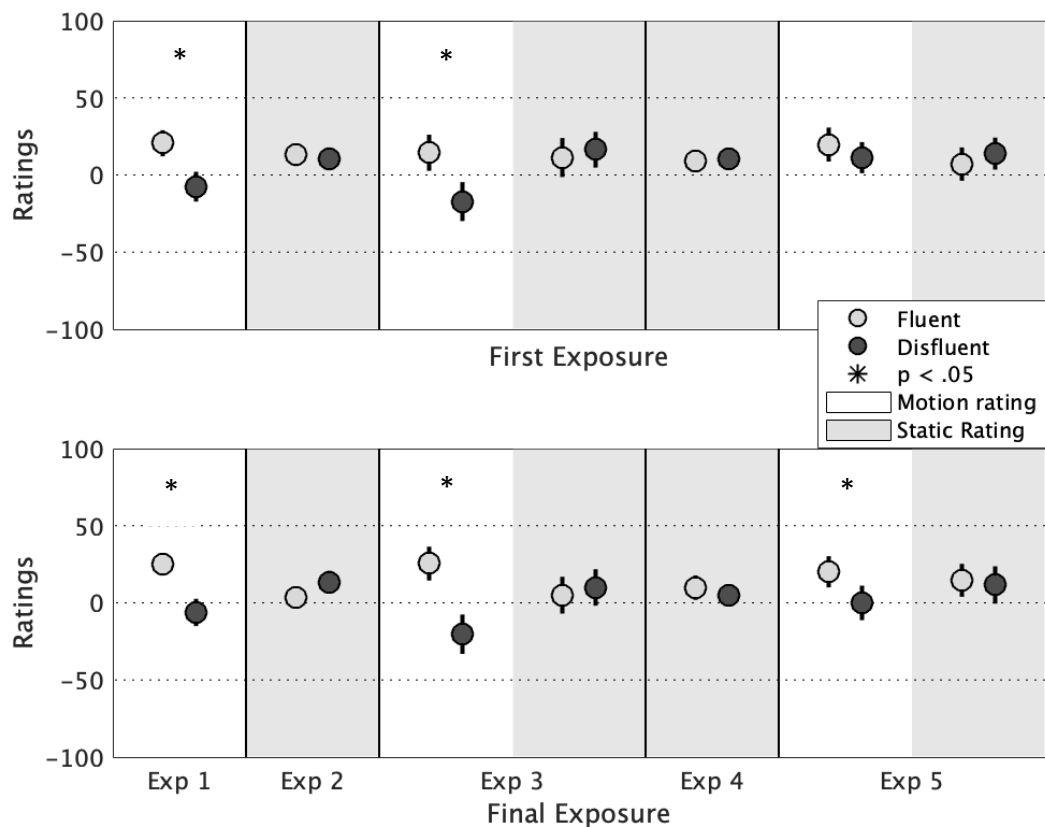 100
50
0
-50
-100
Ratings
*
*
First Exposure
Fluent
Disfluent
p < .05
Motion rating
Static Rating
100
50
0
-50
-100
Ratings
*
*
*
Exp 1
Exp 2
Exp 3
Exp 4
Exp 5
Final Exposure